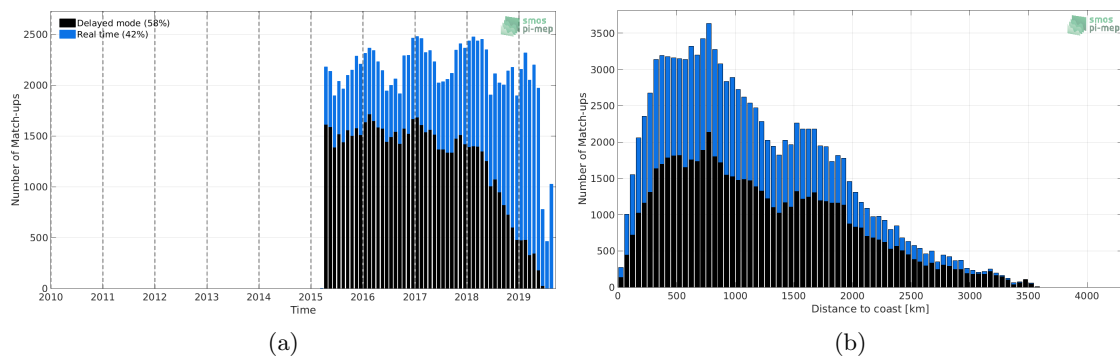 Delayed mode (58%)
Real time (42%)
smos
pi-mep
Number of Match-ups
2500
2000
1500
1000
500
0
2010 2011 2012 2013 2014 2015 2016 2017 2018 2019
Time
(a)
smos
pi-mep
Number of Match-ups
3500
3000
2500
2000
1500
1000
500
0
0 500 1000 1500 2000 2500 3000 3500 4000
Distance to coast [km]
(b)